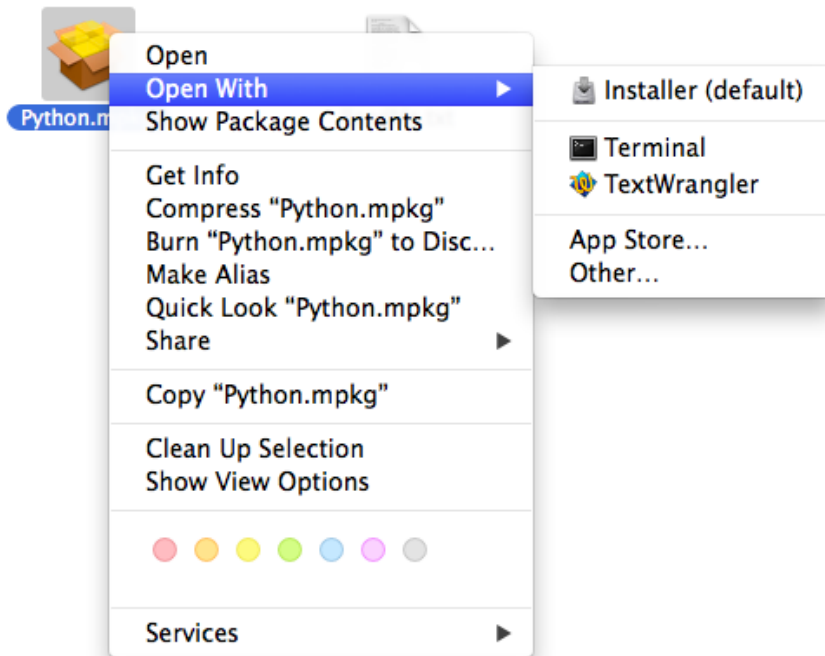 Python.m
Open
Open With
Show Package Contents
Get Info
Compress “Python.mpkg”
Burn “Python.mpkg” to Disc...
Make Alias
Quick Look “Python.mpkg”
Share
Copy “Python.mpkg”
Clean Up Selection
Show View Options
Services
Installer (default)
Terminal
TextWrangler
App Store...
Other...